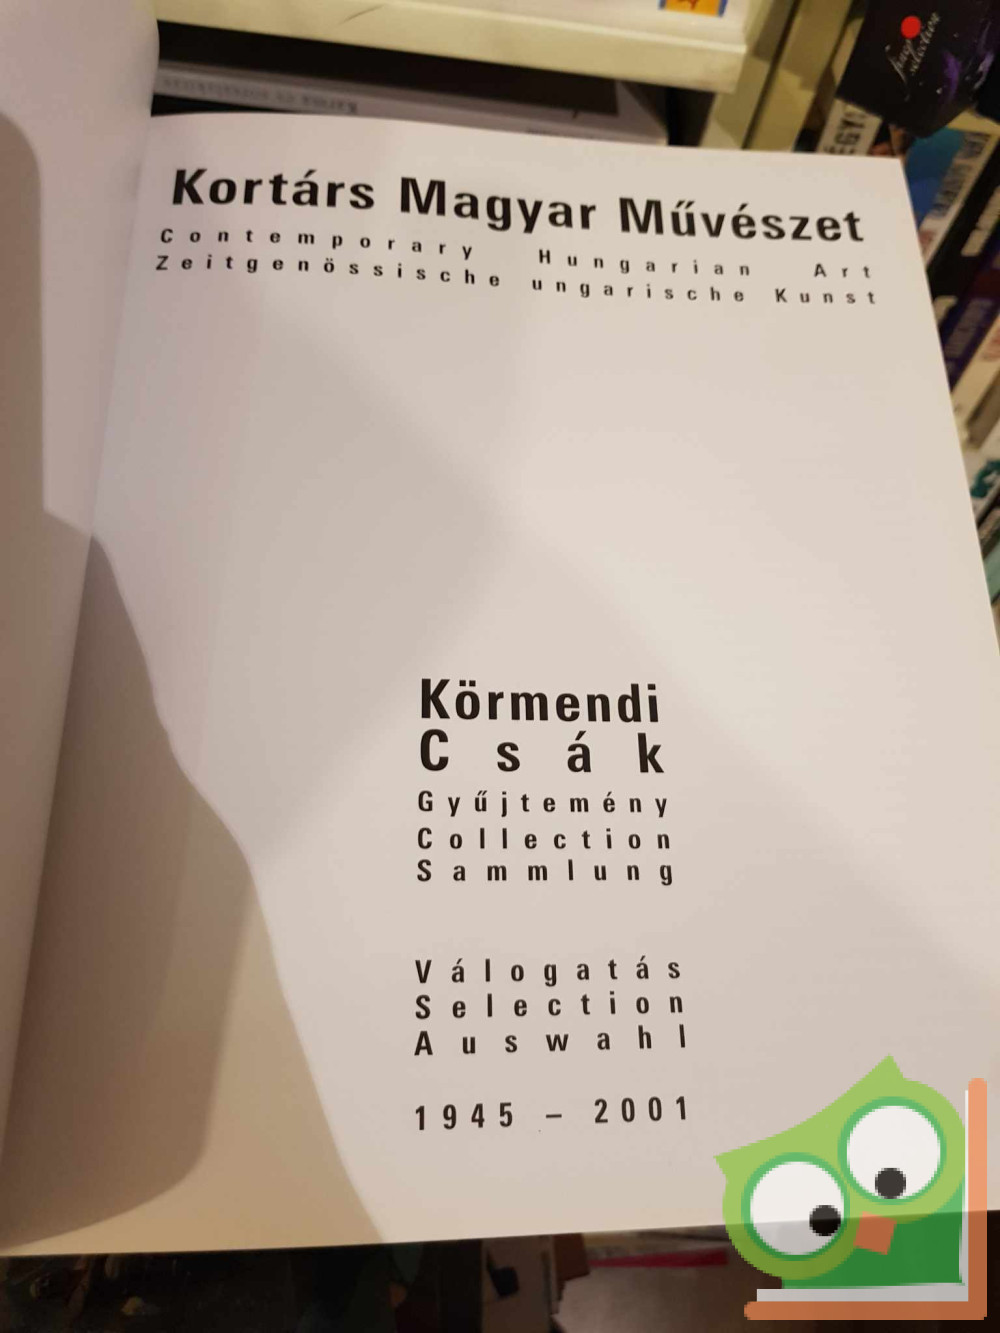 Kortárs Magyar Művészet
Contemporary Hungarian Art
Zeitgenössische ungarische Kunst
Körmendi
Csák
Gyűjtemény
Collection
Sammlung
Válogatás
Selection
Auswahl
1945 – 2001